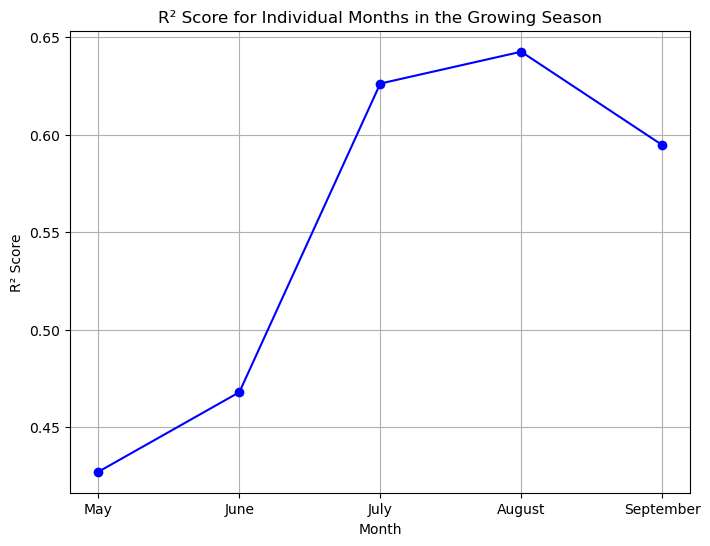 R² Score for Individual Months in the Growing Season
0.65
0.60
0.55
0.50
0.45
R² Score
May June July August September
Month